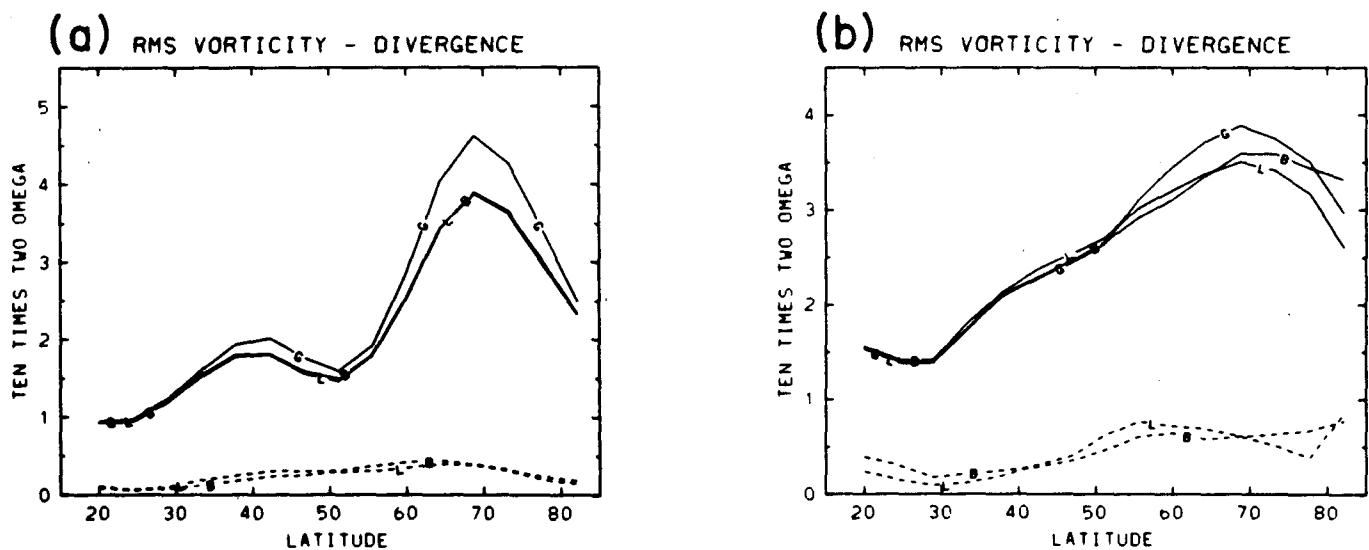 (a) RMS VORTICITY - DIVERGENCE
TEN TIMES TWO OMEGA
5
4
3
2
1
0
20 30 40 50 60 70 80
LATITUDE
G
G
G
L
B
L
B
L
B
L
(b) RMS VORTICITY - DIVERGENCE
TEN TIMES TWO OMEGA
4
3
2
1
0
20 30 40 50 60 70 80
LATITUDE
G
B
L
L
G
L
L
B
B
L